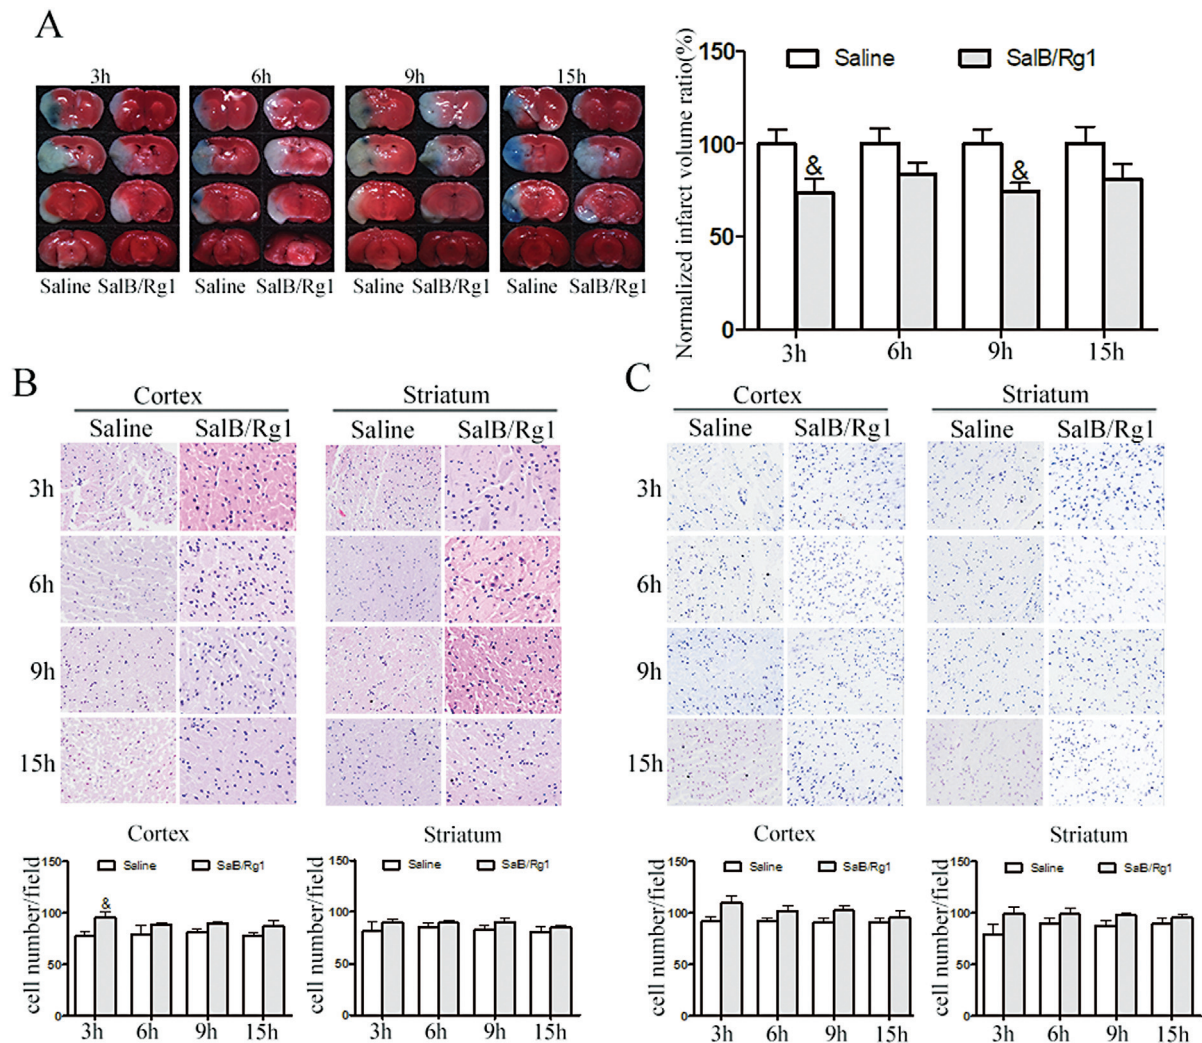 A
3h 6h 9h 15h
Saline SalB/Rg1 Saline SalB/Rg1 Saline SalB/Rg1 Saline SalB/Rg1
Normalized infarct volume ratio(%)
150
100
50
0
Saline SalB/Rg1
& &
3h 6h 9h 15h
B
Cortex Striatum
Saline SalB/Rg1 Saline SalB/Rg1
3h
6h
9h
15h
Cortex
cell number/field
150
100
50
0
Saline SaB/Rg1
&
3h 6h 9h 15h
Striatum
cell number/field
150
100
50
0
Saline SaB/Rg1
3h 6h 9h 15h
C
Cortex Striatum
Saline SalB/Rg1 Saline SalB/Rg1
3h
6h
9h
15h
Cortex
cell number/field
150
100
50
0
Saline SaB/Rg1
3h 6h 9h 15h
Striatum
cell number/field
150
100
50
0
Saline SaB/Rg1
3h 6h 9h 15h